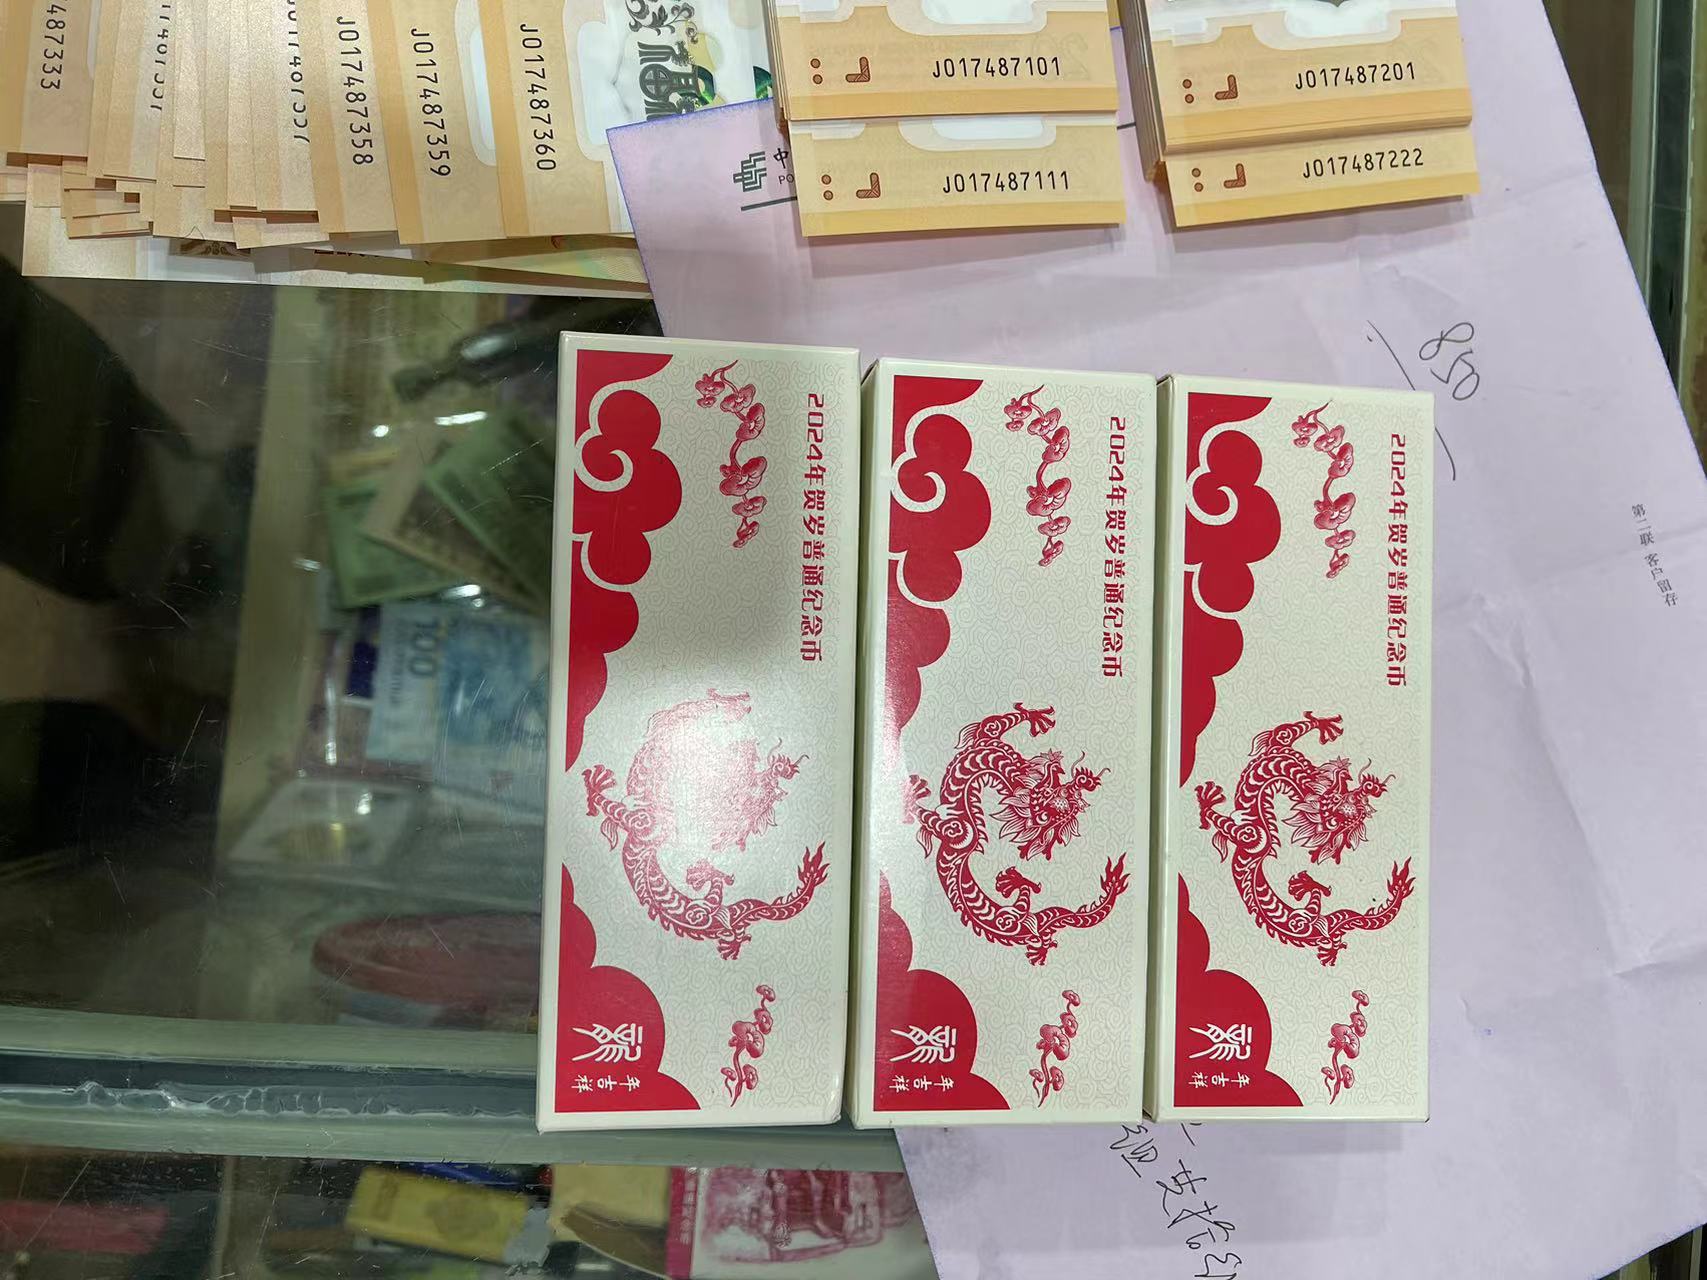 487333
J017487358
J017487359
J017487360
J017487101
J017487111
J017487201
J017487222
中
PO
850
第二联 客户留存
2024年贺岁普通纪念币
年吉祥
2024年贺岁普通纪念币
年吉祥
2024年贺岁普通纪念币
年吉祥
100